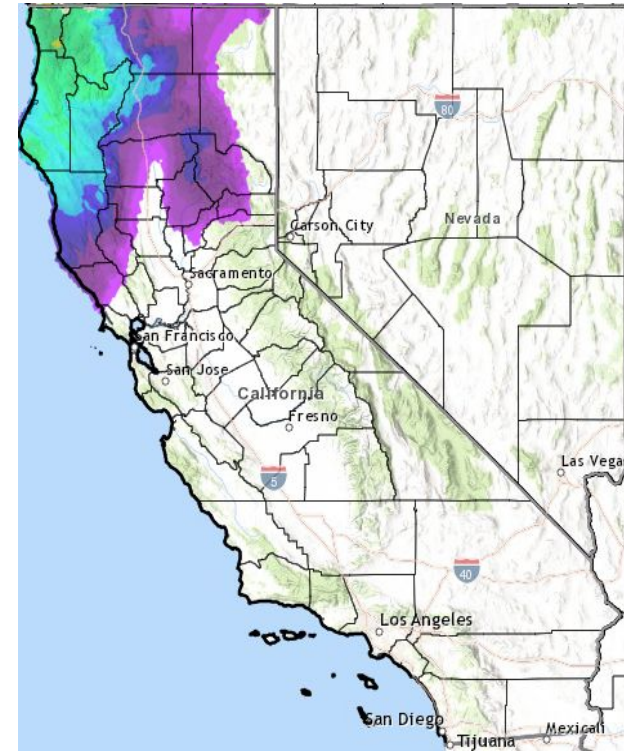 80
Carson City
Nevada
Sacramento
San Francisco
San Jose
California
Fresno
Las Vegas
5
40
Los Angeles
San Diego
Tijuana
Mexicali